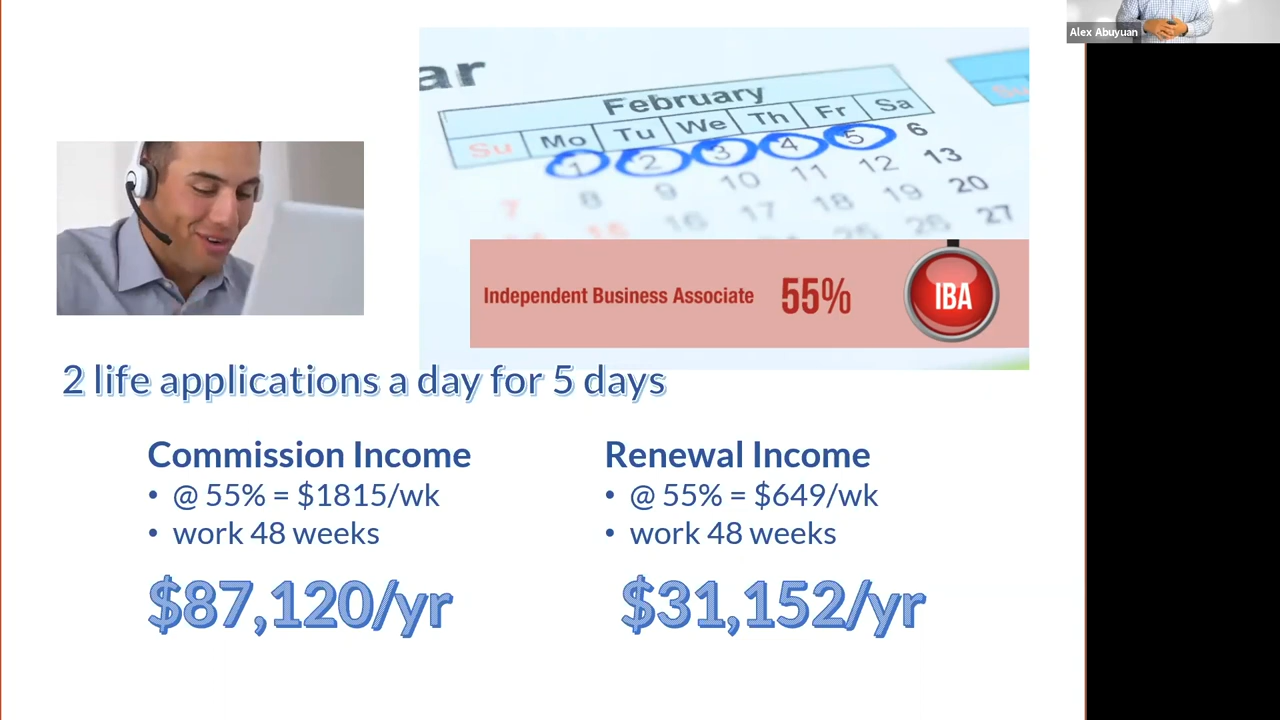 Alex Abuyuan
ar
February
Su Mo Tu We Th Fr Sa
1 2 3 4 5 6
7 8 9 10 11 12 13
16 17 18 19 20
25 26 27
Independent Business Associate 55% IBA
2 life applications a day for 5 days
Commission Income
• @ 55% = $1815/wk
• work 48 weeks
$87,120/yr
Renewal Income
• @ 55% = $649/wk
• work 48 weeks
$31,152/yr